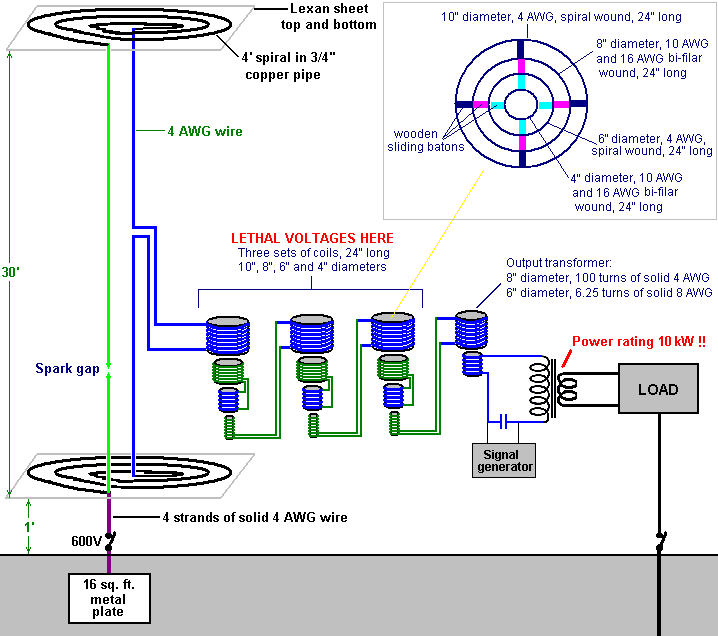 Lexan sheet
top and bottom
4' spiral in 3/4"
copper pipe
4 AWG wire
10" diameter, 4 AWG, spiral wound, 24" long
8" diameter, 10 AWG
and 16 AWG bi-filar
wound, 24" long
wooden
sliding batons
6" diameter, 4 AWG,
spiral wound, 24" long
4" diameter, 10 AWG
and 16 AWG bi-filar
wound, 24" long
LETHAL VOLTAGES HERE
Three sets of coils, 24" long
10", 8", 6" and 4" diameters
Output transformer:
8" diameter, 100 turns of solid 4 AWG
6" diameter, 6.25 turns of solid 8 AWG
30'
Spark gap
Power rating 10 kW !!
LOAD
Signal
generator
1'
4 strands of solid 4 AWG wire
600V
16 sq. ft.
metal
plate